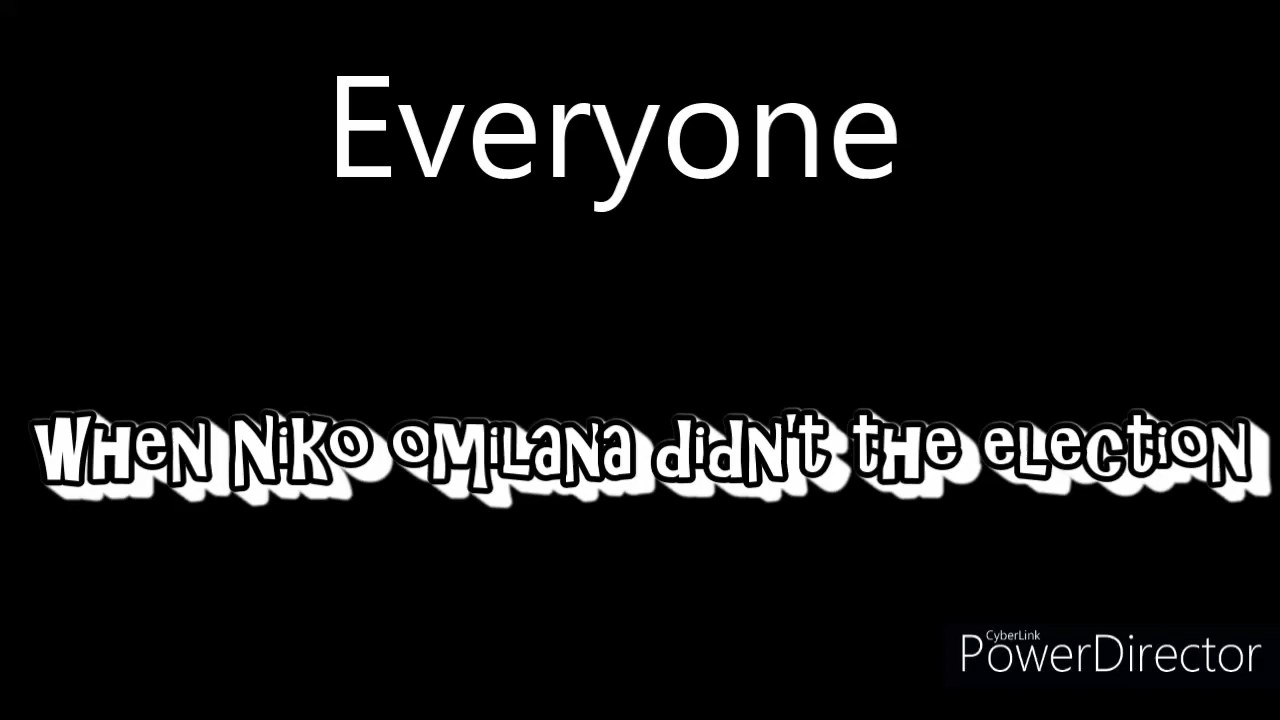 Everyone
When Niko omilana didn't the election
CyberLink
PowerDirector